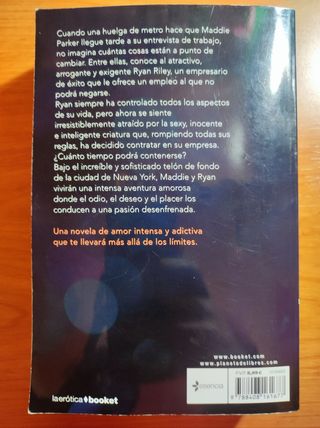 Cuando una huelga de metro hace que Maddie
Parker llegue tarde a su entrevista de trabajo,
no imagina cuántas cosas están a punto de
cambiar. Entre ellas, conoce al atractivo,
arrogante y exigente Ryan Riley, un empresario
de éxito que le ofrece un empleo al que no
podrá negarse.
Ryan siempre ha controlado todos los aspectos
de su vida, pero ahora se siente
irresistiblemente atraído por la sexy, inocente
e inteligente criatura que, rompiendo todas sus
reglas, ha decidido contratar en su empresa.
¿Cuánto tiempo podrá contenerse?
Bajo el increíble y sofisticado telón de fondo
de la ciudad de Nueva York, Maddie y Ryan
vivirán una intensa aventura amorosa
donde el odio, el deseo y el placer los
conducen a una pasión desenfrenada.
Una novela de amor intensa y adictiva
que te llevará más allá de los límites.
www.booket.com
www.planetadelibros.com
PVP 8,95 €
esencia
9 788408 161677
laerótica booket